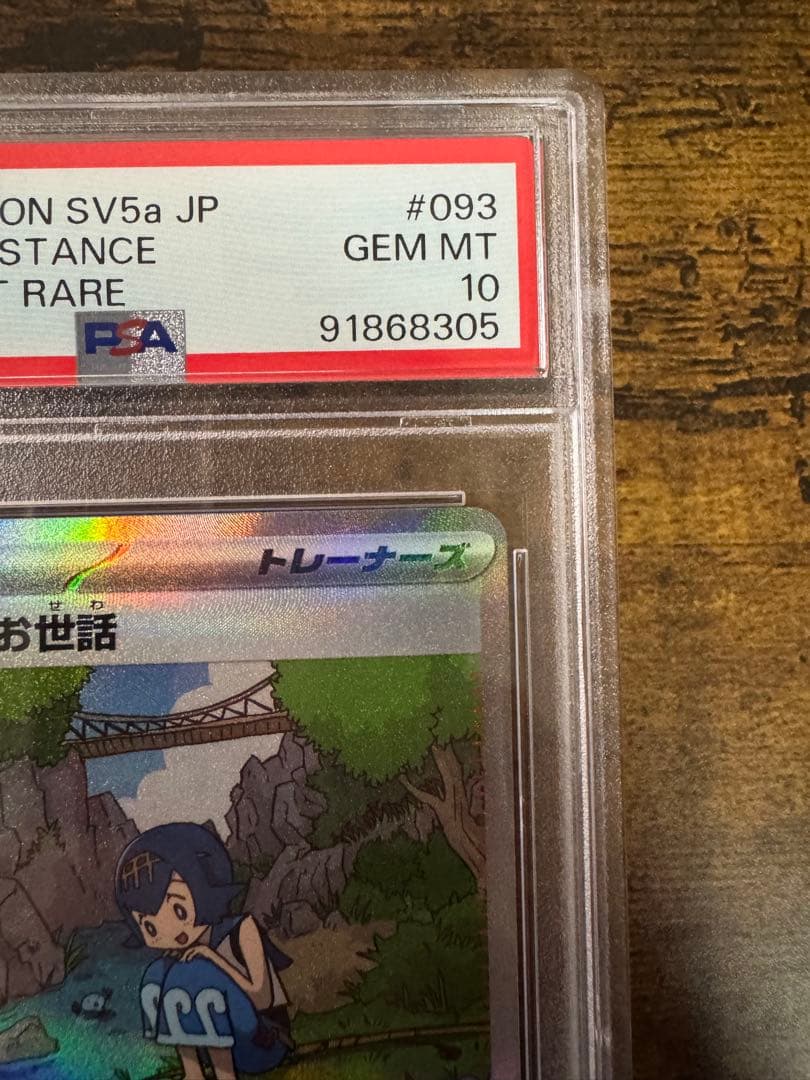 ON SV5a JP
#093
STANCE
GEM MT
T RARE
10
PSA
91868305
トレーナーズ
せわ
お世話